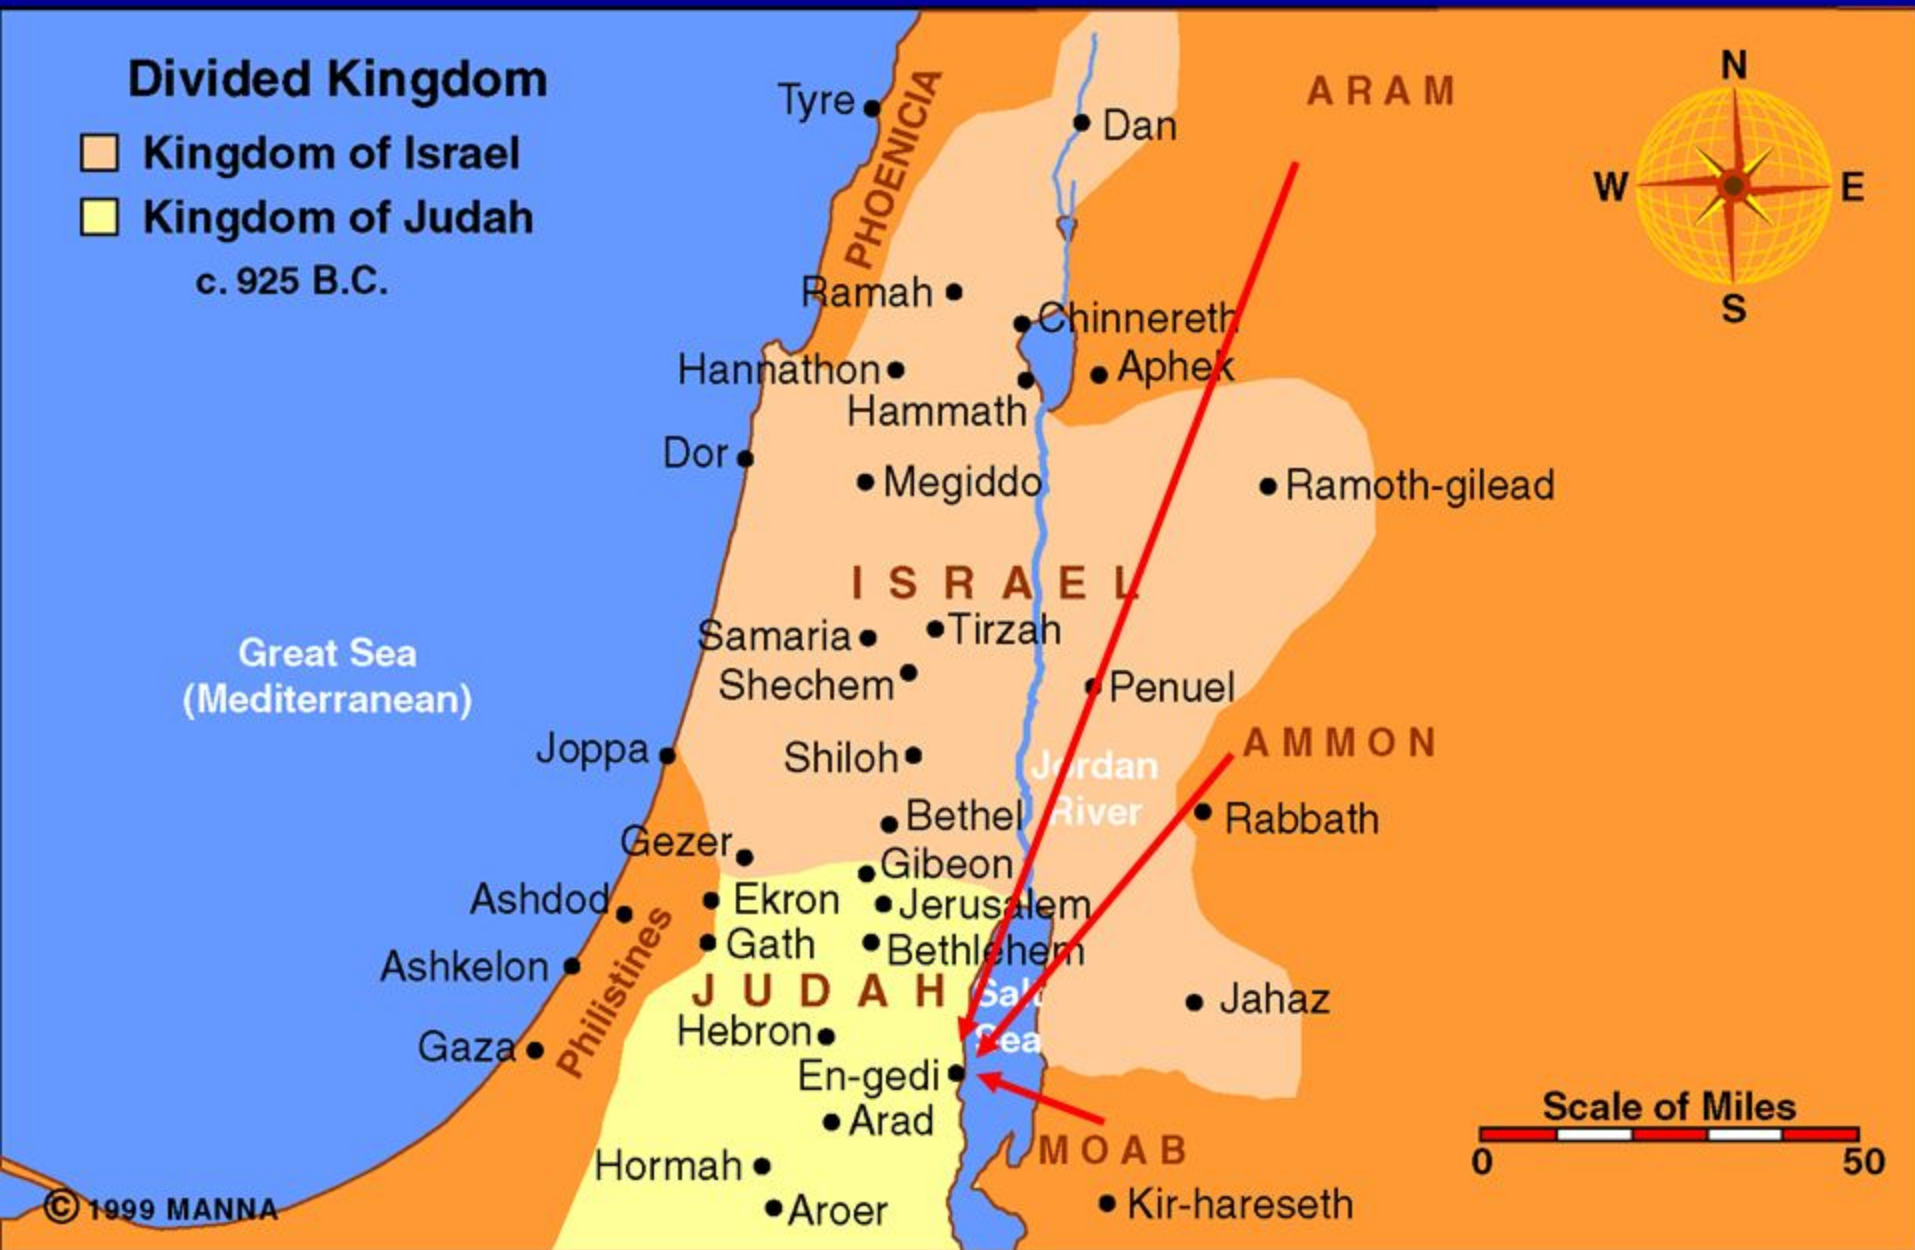 Divided Kingdom
Kingdom of Israel
Kingdom of Judah
c. 925 B.C.
N
W
E
S
ARAM
Tyre
PHOENICIA
Dan
Ramah
Chinnereth
Hannathon
Aphek
Hammath
Dor
Megiddo
Ramoth-gilead
ISRAEL
Samaria
Tirzah
Great Sea
(Mediterranean)
Shechem
Penuel
Joppa
Shiloh
Jordan
River
AMMON
Rabbath
Bethel
Gezer
Gibeon
Ashdod
Ekron
Jerusalem
Gath
Bethlehem
Ashkelon
Philistines
JUDAH
Salt
Sea
Jahaz
Hebron
Gaza
En-gedi
Arad
Scale of Miles
0
50
MOAB
Hormah
Kir-hareseth
Aroer
© 1999 MANNA